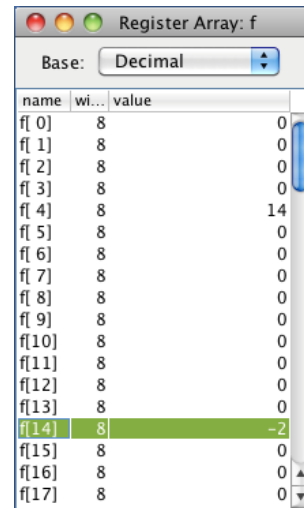 Register Array: f
Base: Decimal
name wi... value
f[ 0] 8 0
f[ 1] 8 0
f[ 2] 8 0
f[ 3] 8 0
f[ 4] 8 14
f[ 5] 8 0
f[ 6] 8 0
f[ 7] 8 0
f[ 8] 8 0
f[ 9] 8 0
f[10] 8 0
f[11] 8 0
f[12] 8 0
f[13] 8 0
f[14] 8 -2
f[15] 8 0
f[16] 8 0
f[17] 8 0